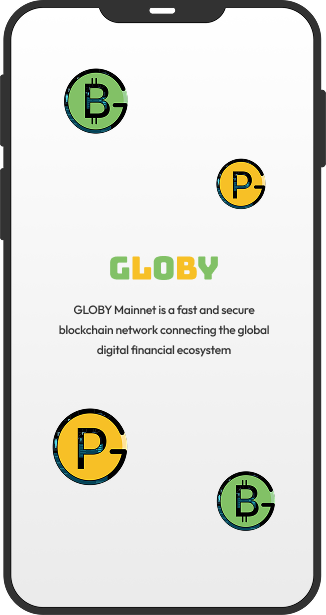 B
P
GLOBY
GLOBY Mainnet is a fast and secure
blockchain network connecting the global
digital financial ecosystem
P
B